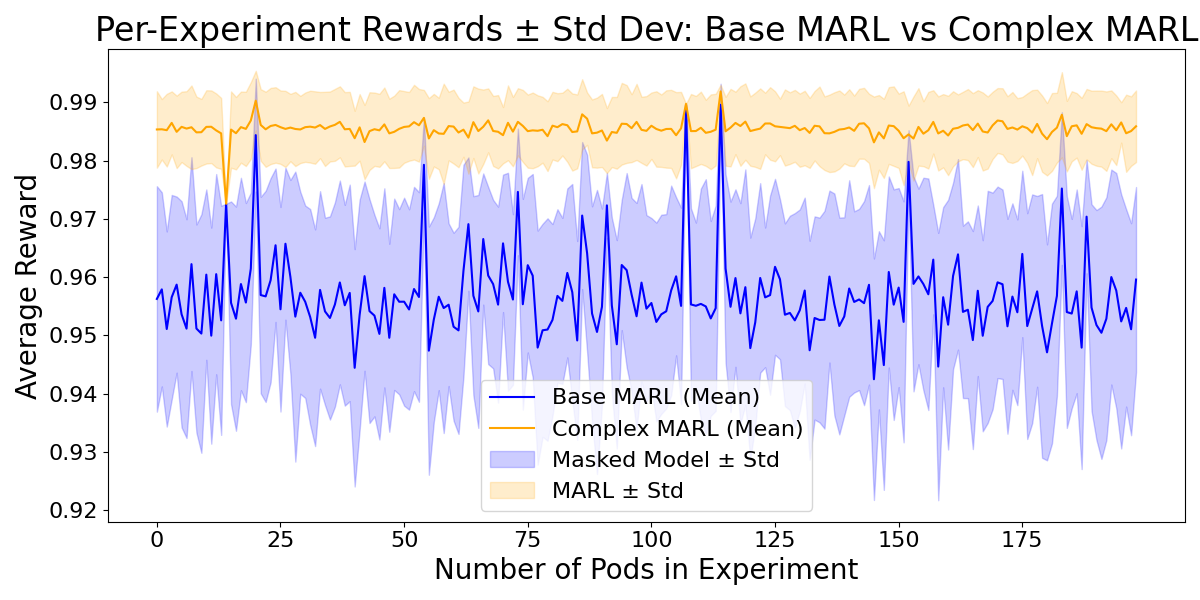 Per-Experiment Rewards ± Std Dev: Base MARL vs Complex MARL
Average Reward
0.99
0.98
0.97
0.96
0.95
0.94
0.93
0.92
Base MARL (Mean)
Complex MARL (Mean)
Masked Model ± Std
MARL ± Std
0 25 50 75 100 125 150 175
Number of Pods in Experiment